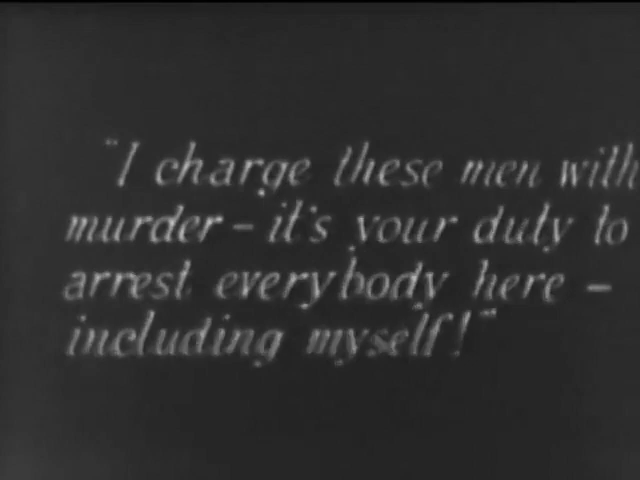 "I charge these men with
murder - it's your duty to
arrest everybody here -
including myself!"